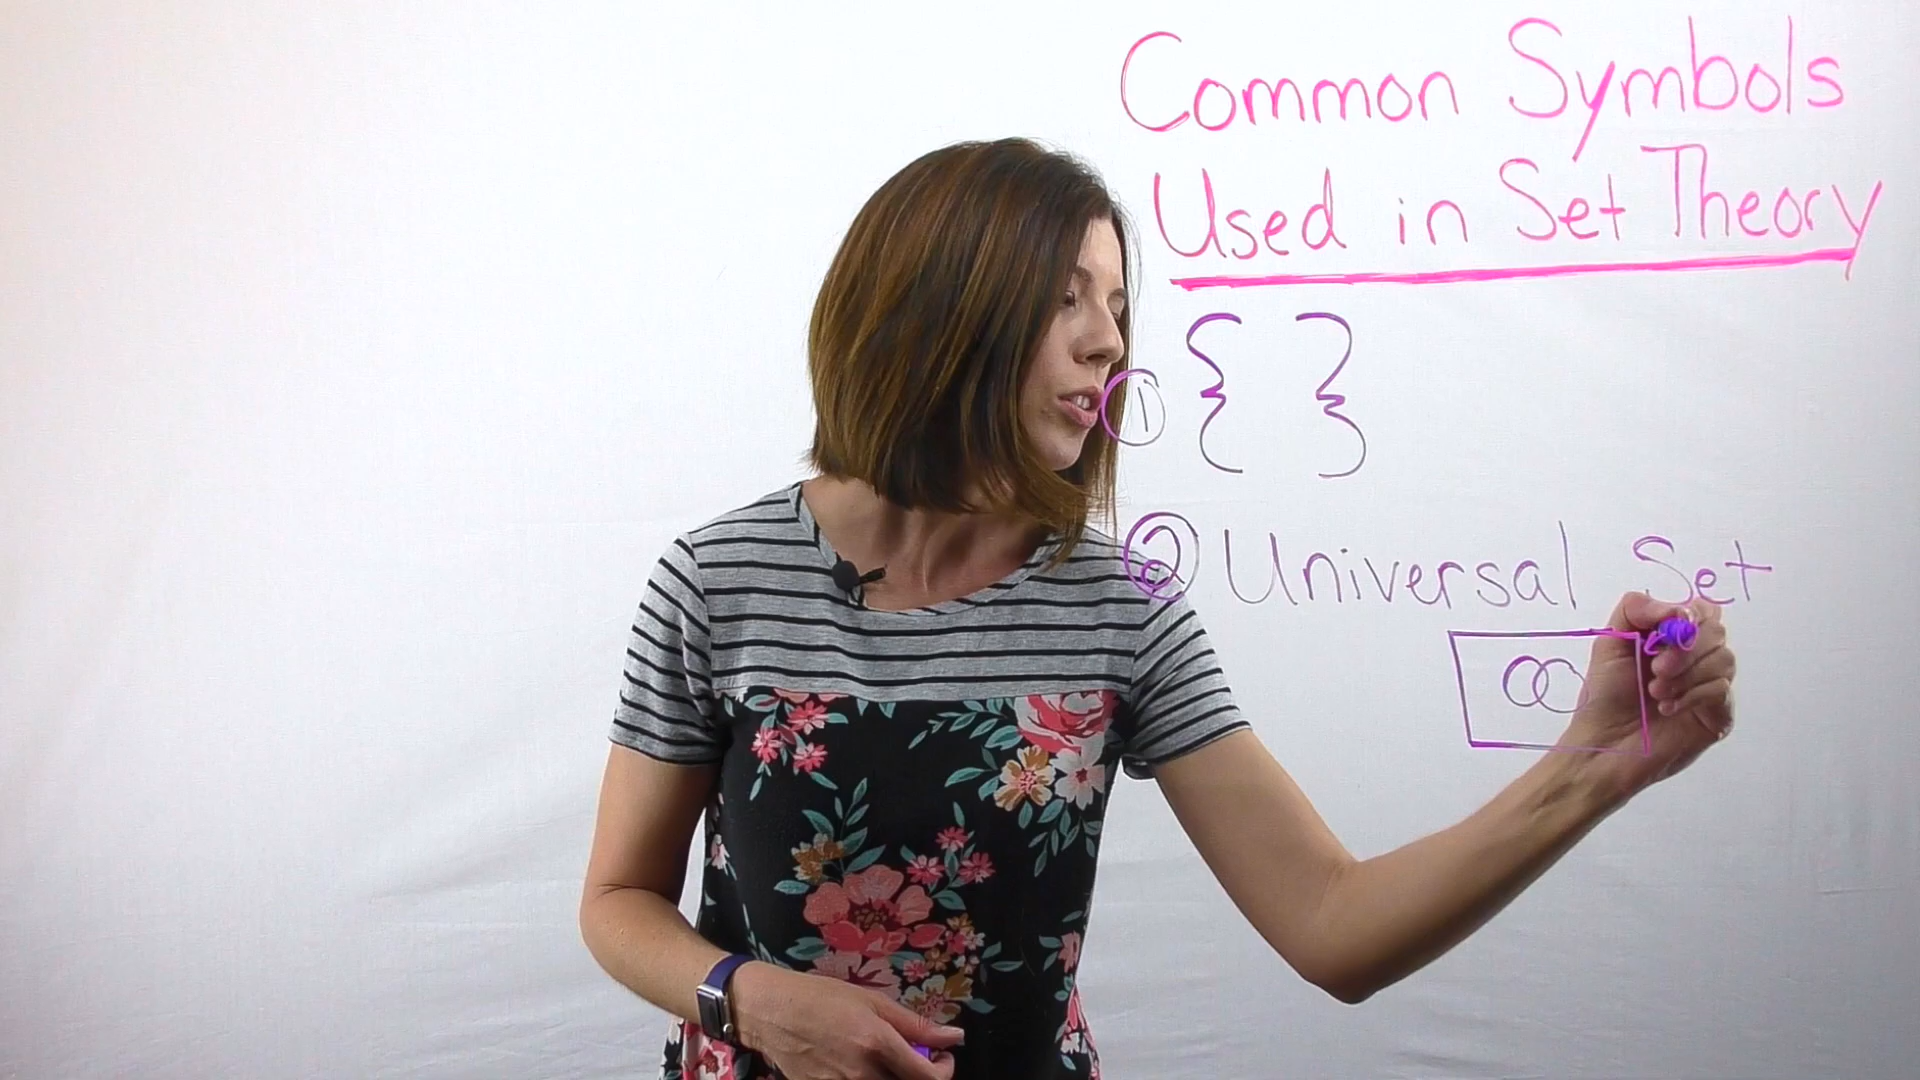 Common Symbols
Used in Set Theory
① { }
② Universal Set